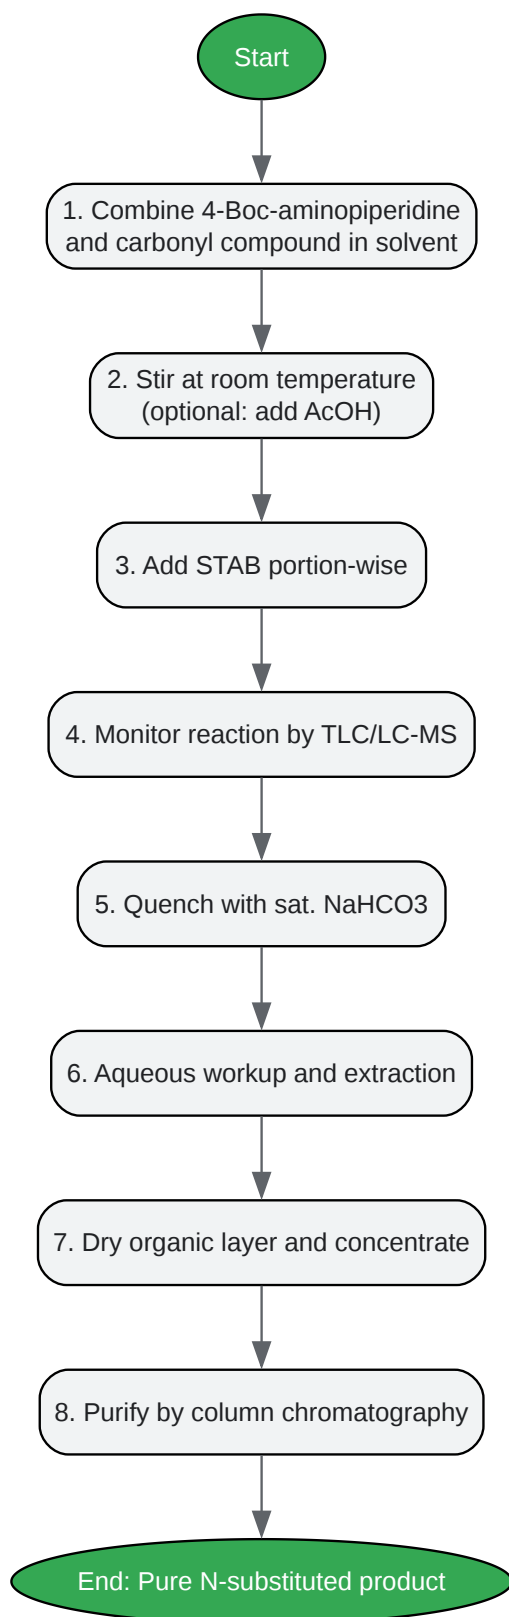 Start
1. Combine 4-Boc-aminopiperidine
and carbonyl compound in solvent
2. Stir at room temperature
(optional: add AcOH)
3. Add STAB portion-wise
4. Monitor reaction by TLC/LC-MS
5. Quench with sat. NaHCO3
6. Aqueous workup and extraction
7. Dry organic layer and concentrate
8. Purify by column chromatography
End: Pure N-substituted product